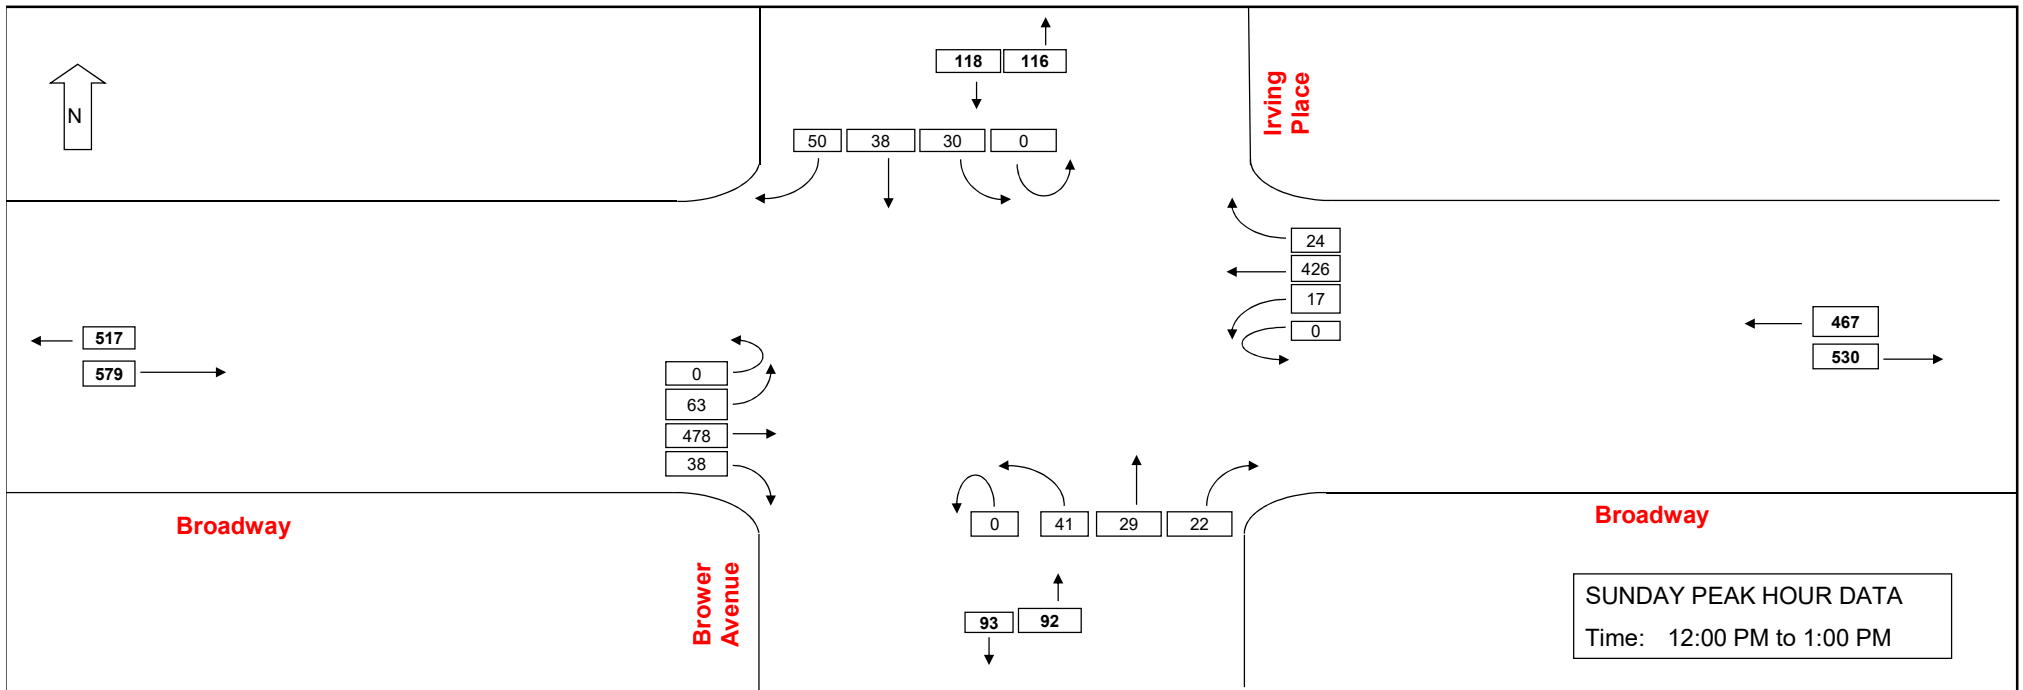 118 116
N
Irving
Place
50 38 30 0
24
426
17
0
517
579
467
530
0
63
478
38
0 41 29 22
Broadway
Broadway
Brower
Avenue
93 92
SUNDAY PEAK HOUR DATA
Time: 12:00 PM to 1:00 PM